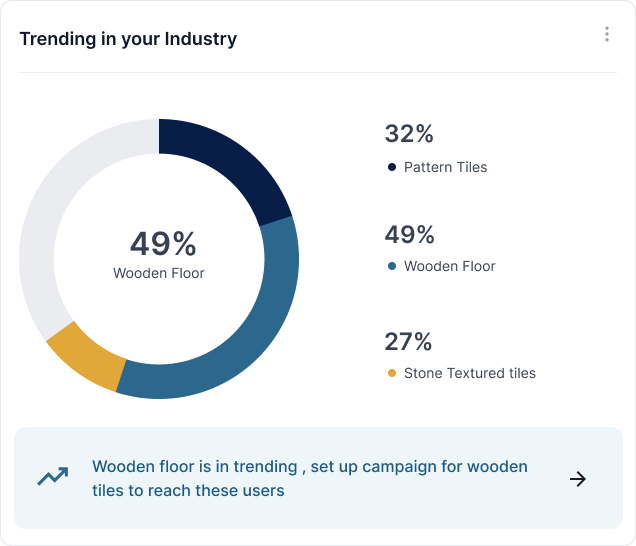 Trending in your Industry
49%
Wooden Floor
32%
Pattern Tiles
49%
Wooden Floor
27%
Stone Textured tiles
Wooden floor is in trending , set up campaign for wooden
tiles to reach these users